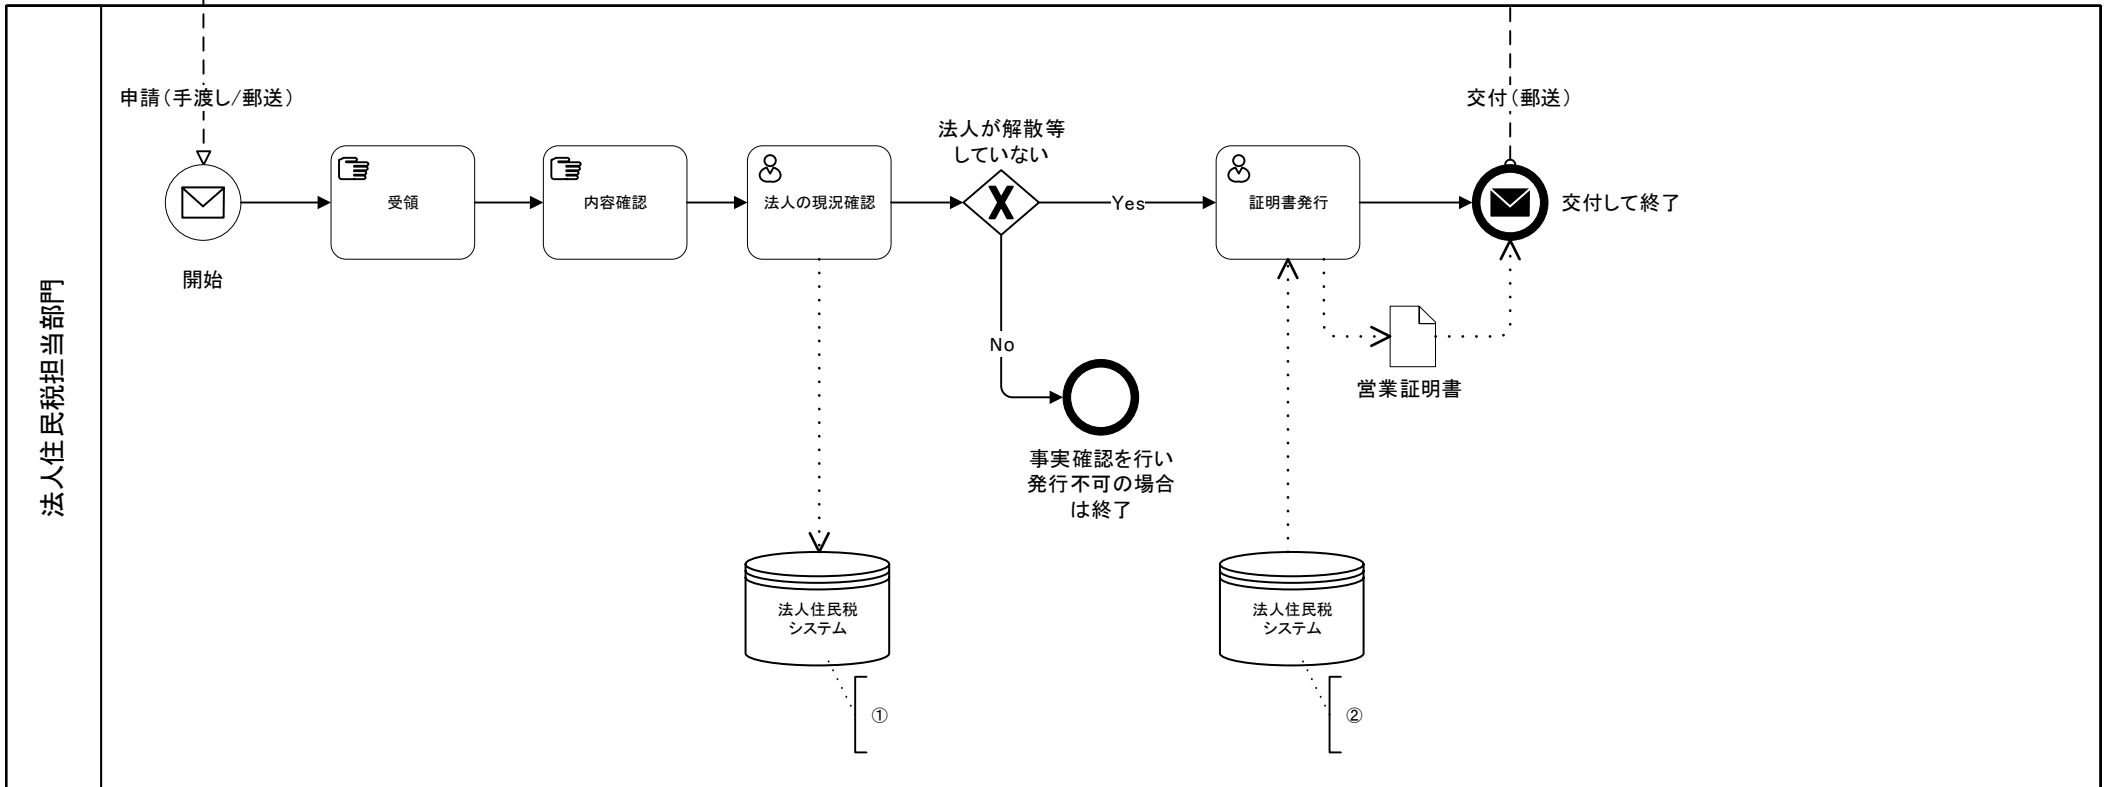 法人住民税担当部門
申請（手渡し/郵送）
開始
受領
内容確認
法人の現況確認
法人が解散等
していない
Yes
No
事実確認を行い
発行不可の場合
は終了
証明書発行
交付（郵送）
交付して終了
営業証明書
法人住民税
システム
①
法人住民税
システム
②